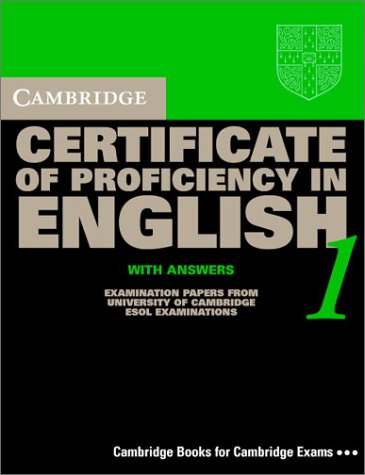 CAMBRIDGE
CERTIFICATE
OF PROFICIENCY IN
ENGLISH
1
WITH ANSWERS
EXAMINATION PAPERS FROM
UNIVERSITY OF CAMBRIDGE
ESOL EXAMINATIONS
Cambridge Books for Cambridge Exams •••